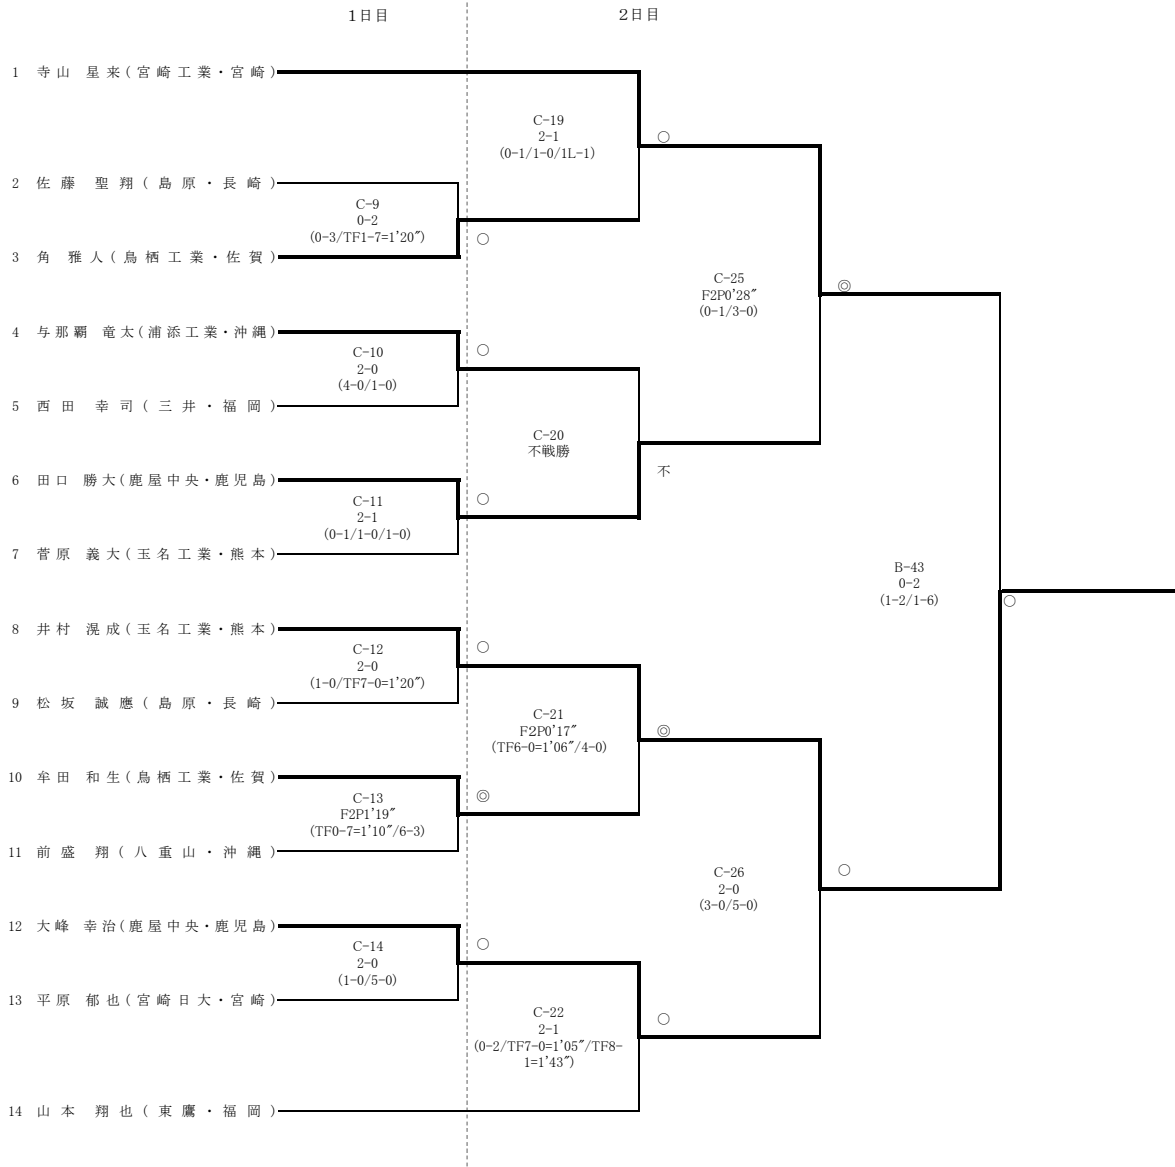 1日目
2日目
1 寺山 星来(宮崎工業・宮崎)
C-19
2-1
(0-1/1-0/1L-1)
○
2 佐藤 聖翔(島原・長崎)
C-9
0-2
(0-3/TF1-7=1'20″)
○
3 角 雅人(鳥栖工業・佐賀)
C-25
F2P0'28″
(0-1/3-0)
◎
4 与那覇 竜太(浦添工業・沖縄)
C-10
2-0
(4-0/1-0)
○
5 西田 幸司(三井・福岡)
C-20
不戦勝
不
6 田口 勝大(鹿屋中央・鹿児島)
C-11
2-1
(0-1/1-0/1-0)
○
7 菅原 義大(玉名工業・熊本)
B-43
0-2
(1-2/1-6)
○
8 井村 滉成(玉名工業・熊本)
C-12
2-0
(1-0/TF7-0=1'20″)
○
9 松坂 誠應(島原・長崎)
C-21
F2P0'17″
(TF6-0=1'06″/4-0)
◎
10 牟田 和生(鳥栖工業・佐賀)
C-13
F2P1'19″
(TF0-7=1'10″/6-3)
◎
11 前盛 翔(八重山・沖縄)
C-26
2-0
(3-0/5-0)
○
12 大峰 幸治(鹿屋中央・鹿児島)
C-14
2-0
(1-0/5-0)
○
13 平原 郁也(宮崎日大・宮崎)
C-22
2-1
(0-2/TF7-0=1'05″/TF8-
1=1'43″)
○
14 山本 翔也(東鷹・福岡)